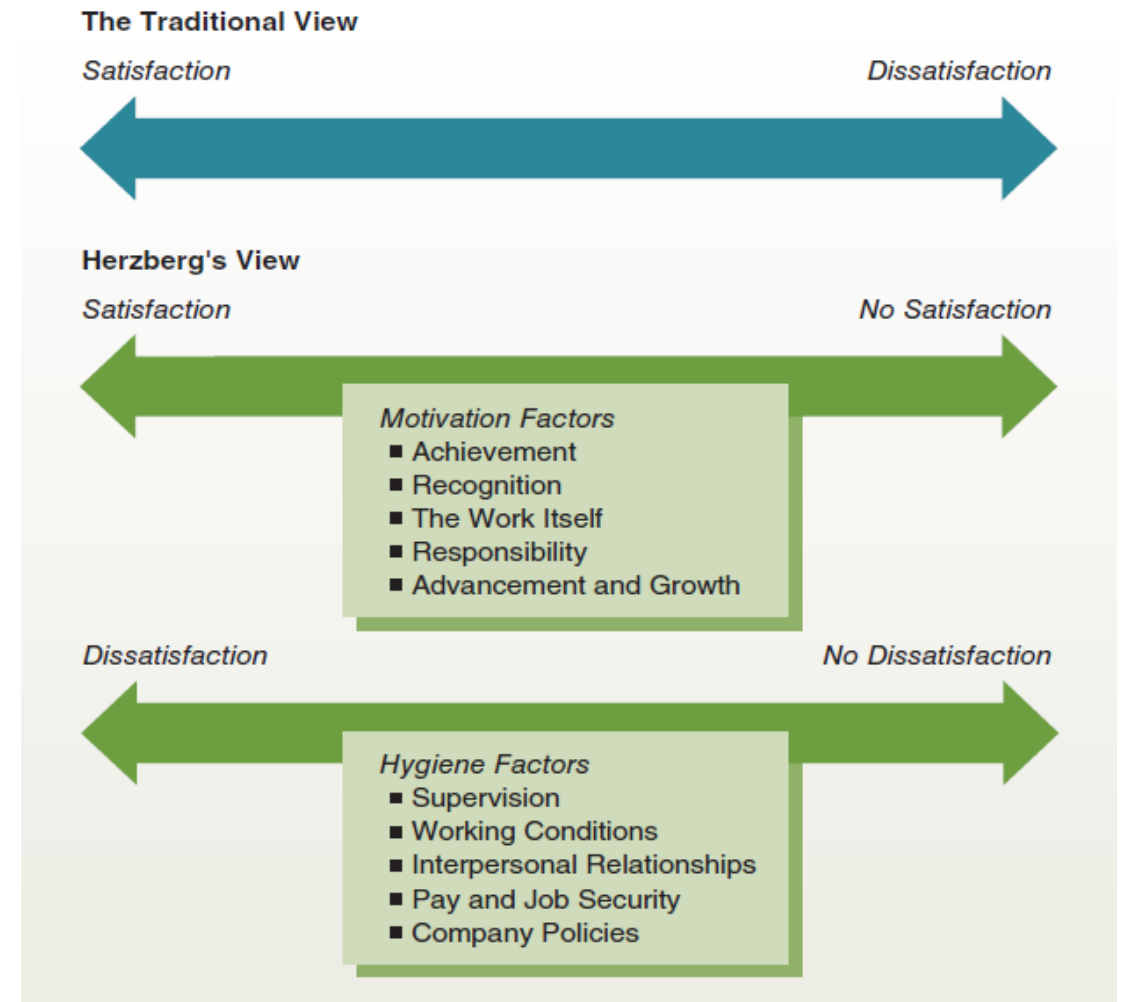 The Traditional View
Satisfaction Dissatisfaction
Herzberg's View
Satisfaction No Satisfaction
Motivation Factors
■ Achievement
■ Recognition
■ The Work Itself
■ Responsibility
■ Advancement and Growth
Dissatisfaction No Dissatisfaction
Hygiene Factors
■ Supervision
■ Working Conditions
■ Interpersonal Relationships
■ Pay and Job Security
■ Company Policies